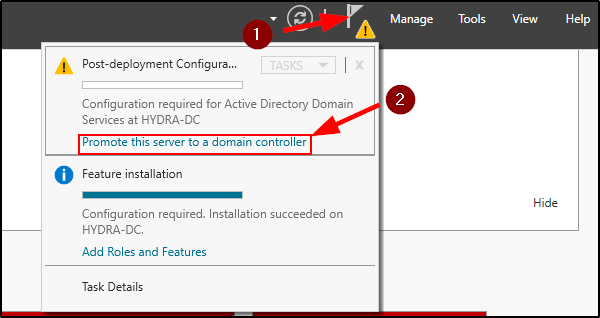 1
Manage Tools View Help
Post-deployment Configura... TASKS x
Configuration required for Active Directory Domain
Services at HYDRA-DC
2
Promote this server to a domain controller
Feature installation
Configuration required. Installation succeeded on
HYDRA-DC.
Hide
Add Roles and Features
Task Details